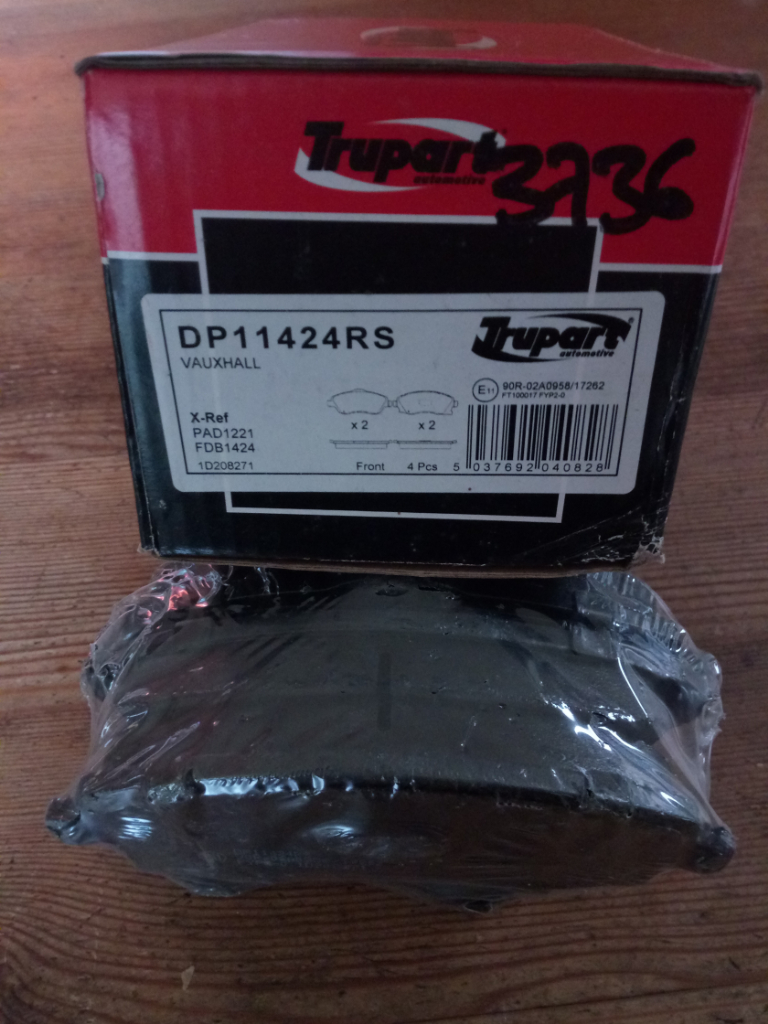 Trupart
automotive
3736
DP11424RS
VAUXHALL
Trupart
automotive
E11 90R-02A0958/17262
FT100017 FYP2-0
X-Ref
PAD1221
FDB1424
1D208271
x 2 x 2
Front 4 Pcs
5 037692 040828